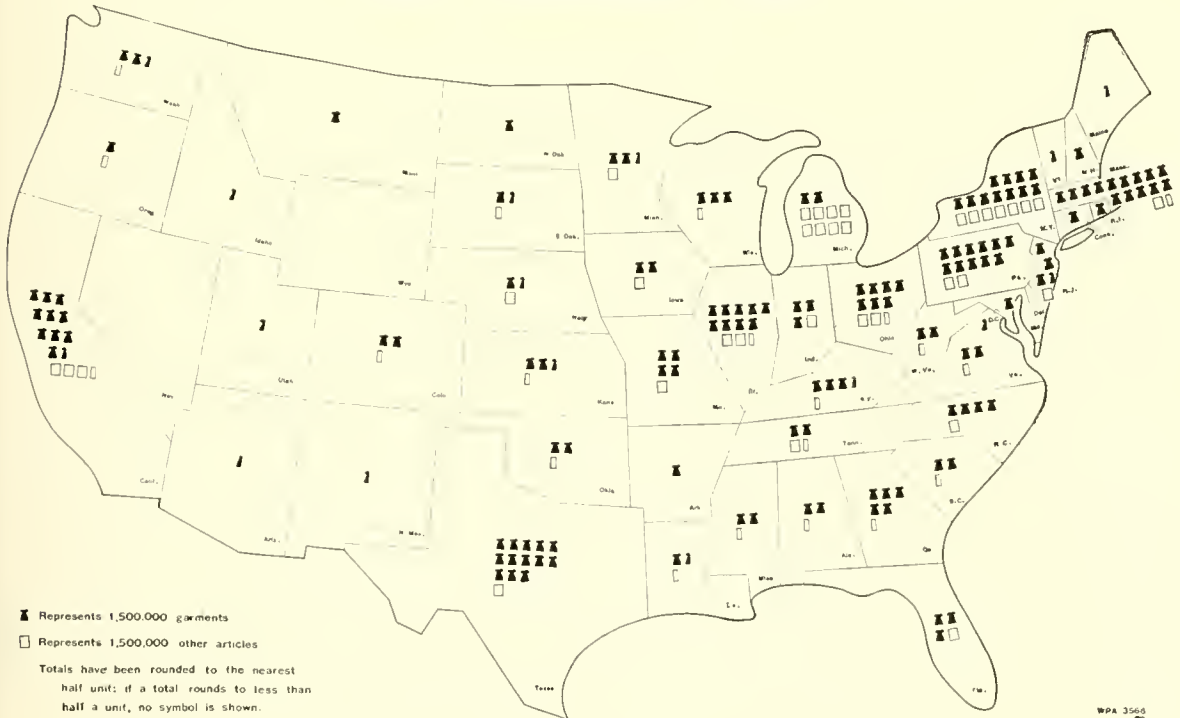 Wash.
Oreg.
Calif.
Nev.
Idaho
Mont.
Wyo.
Utah
Colo.
Ariz.
N Mex.
N Dak
S Dak.
Nebr
Kans
Okla
Texas
Minn.
Iowa
Mo.
Ark
La.
Wis.
Ill.
Mich.
Ind.
Ohio
Ky.
Tenn.
Miss
Ala.
Ga.
Fla.
S.C.
N.C.
Va.
W.Va.
D.C.
Md.
Del
Pa.
N.J.
N.Y.
Conn.
R.I.
Mass.
Vt.
N H
Maine
Represents 1,500,000 garments
Represents 1,500,000 other articles
Totals have been rounded to the nearest
half unit; if a total rounds to less than
half a unit, no symbol is shown.
WPA 3568